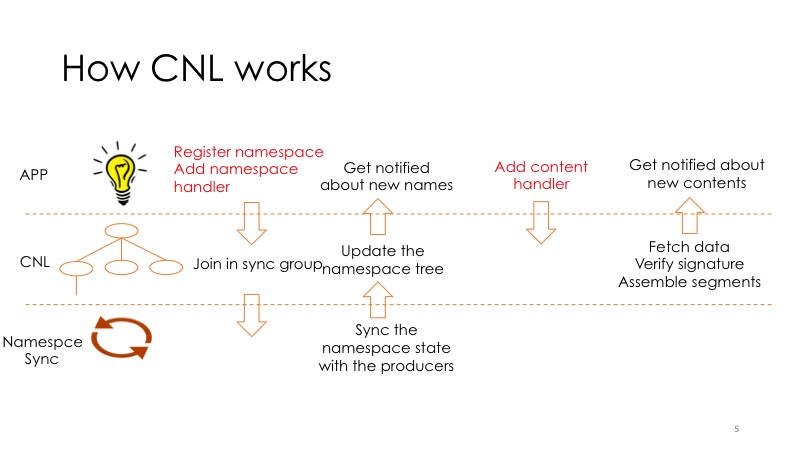 How CNL works
APP
Register namespace
Add namespace
handler
Get notified
about new names
Add content
handler
Get notified about
new contents
CNL
Join in sync group
Update the
namespace tree
Fetch data
Verify signature
Assemble segments
Namespce
Sync
Sync the
namespace state
with the producers
5